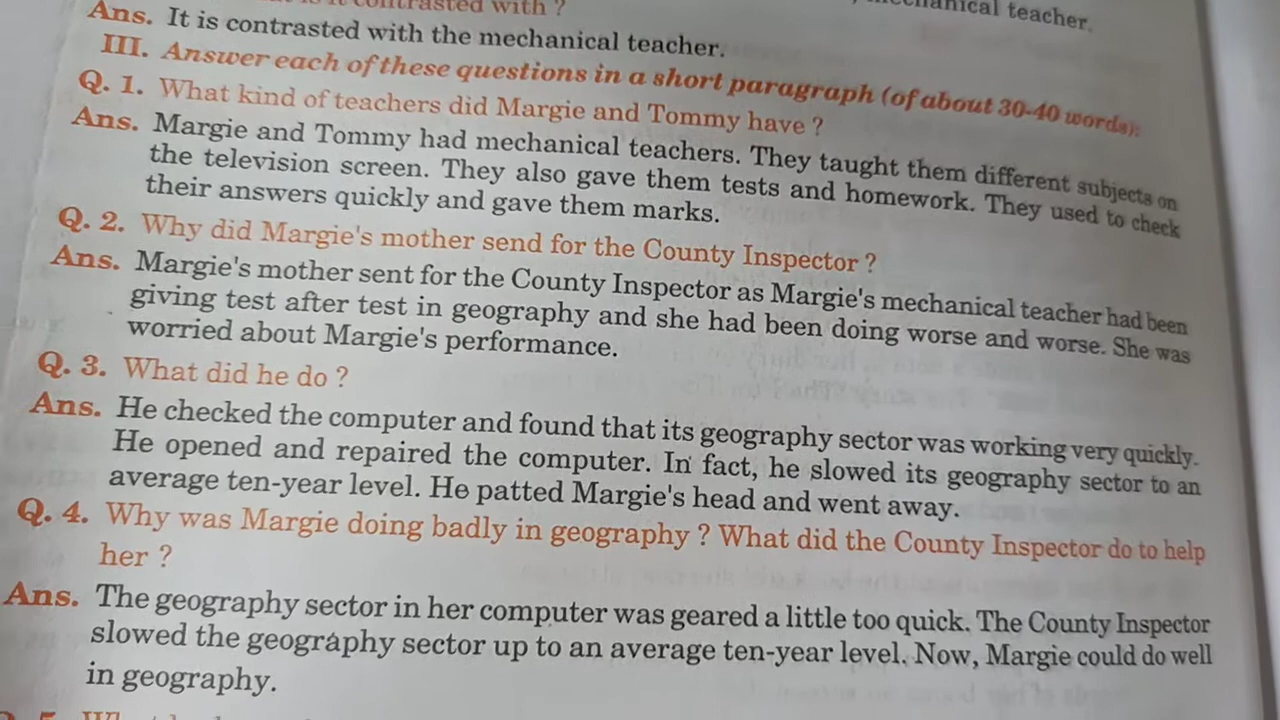 contrasted with ?
mechanical teacher.
Ans. It is contrasted with the mechanical teacher.
III. Answer each of these questions in a short paragraph (of about 30-40 words):
Q. 1. What kind of teachers did Margie and Tommy have ?
Ans. Margie and Tommy had mechanical teachers. They taught them different subjects on
the television screen. They also gave them tests and homework. They used to check
their answers quickly and gave them marks.
Q. 2. Why did Margie's mother send for the County Inspector ?
Ans. Margie's mother sent for the County Inspector as Margie's mechanical teacher had been
giving test after test in geography and she had been doing worse and worse. She was
worried about Margie's performance.
Q. 3. What did he do ?
Ans. He checked the computer and found that its geography sector was working very quickly.
He opened and repaired the computer. In fact, he slowed its geography sector to an
average ten-year level. He patted Margie's head and went away.
Q. 4. Why was Margie doing badly in geography ? What did the County Inspector do to help
her ?
Ans. The geography sector in her computer was geared a little too quick. The County Inspector
slowed the geography sector up to an average ten-year level. Now, Margie could do well
in geography.